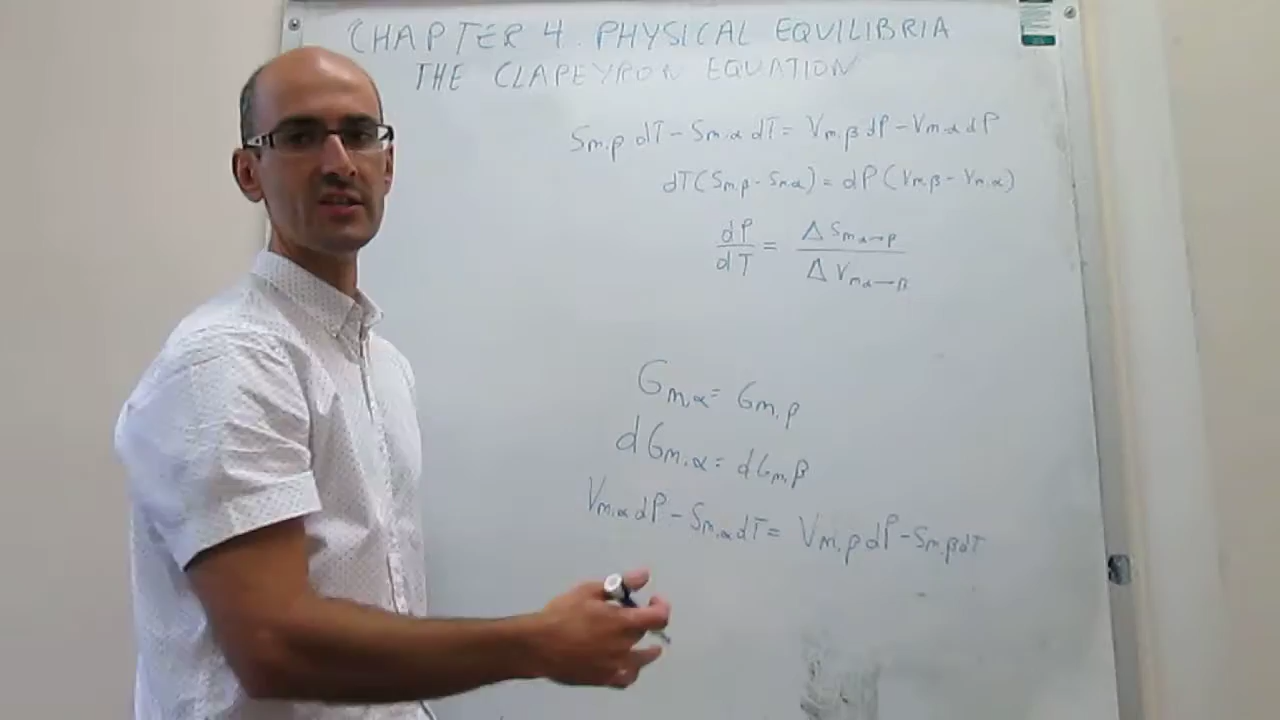 CHAPTER 4. PHYSICAL EQUILIBRIA
THE CLAPEYRON EQUATION
Sm,β dT - Sm,α dT = Vm,β dP - Vm,α dP
dT(Sm,β - Sm,α) = dP(Vm,β - Vm,α)
dP/dT = ΔSm α→β / ΔVm α→β
Gm,α = Gm,β
dGm,α = dGm,β
Vm,α dP - Sm,α dT = Vm,β dP - Sm,β dT